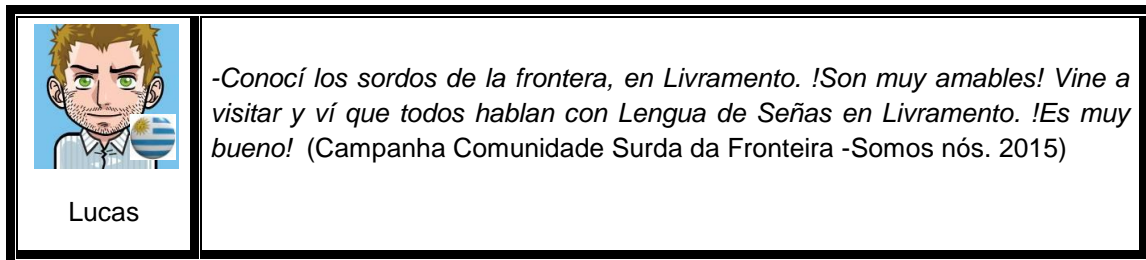 -Conocí los sordos de la frontera, en Livramento. !Son muy amables! Vine a
visitar y ví que todos hablan con Lengua de Señas en Livramento. !Es muy
bueno! (Campanha Comunidade Surda da Fronteira -Somos nós. 2015)
Lucas